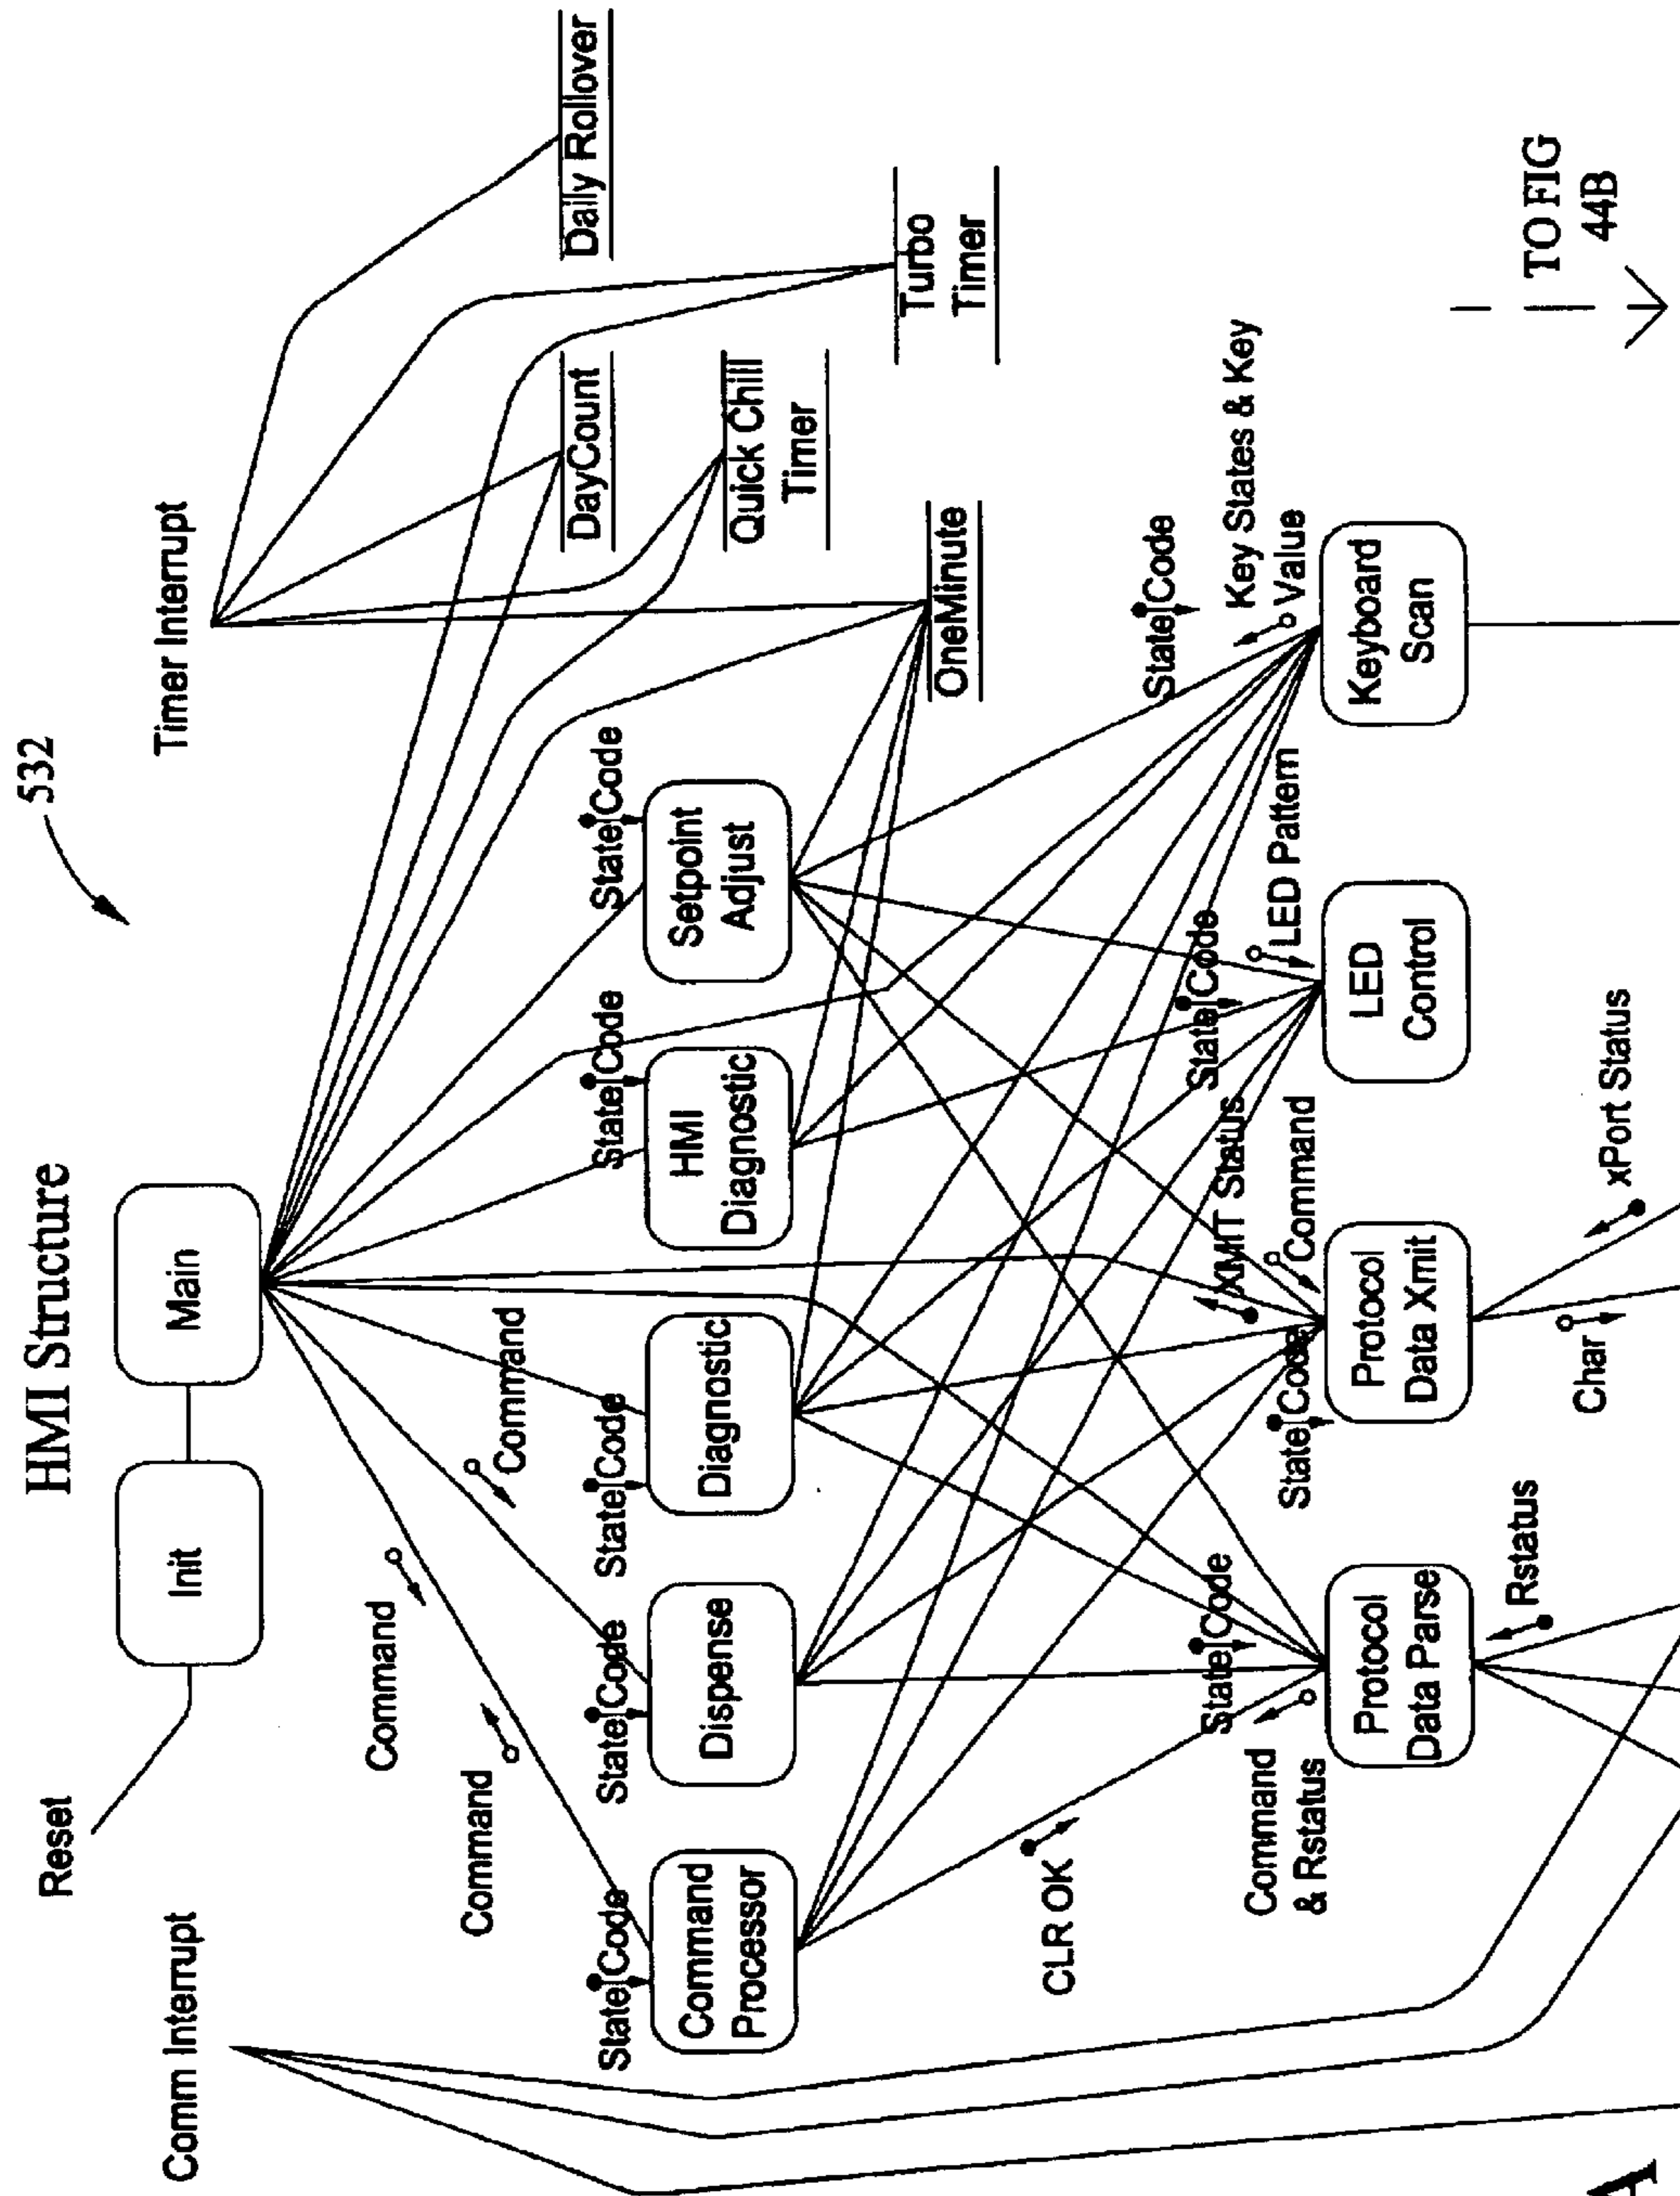 HMI Structure
532
Reset
Init
Main
Comm Interrupt
Timer Interrupt
Command
Command
Command
Daily Rollover
DayCount
Quick Chill
Timer
Turbo
Timer
OneMinute
State Code
Command
Processor
State Code
Dispense
State Code
Diagnostic
State Code
HMI
Diagnostic
State Code
Setpoint
Adjust
CLR OK
Command
& Rstatus
State Code
Protocol
Data Parse
Rstatus
State Code
XMIT Status
Command
Protocol
Data Xmit
Char
xPort Status
State Code
LED Pattern
LED
Control
State Code
Key States & Key
Value
Keyboard
Scan
TO FIG
44B
A